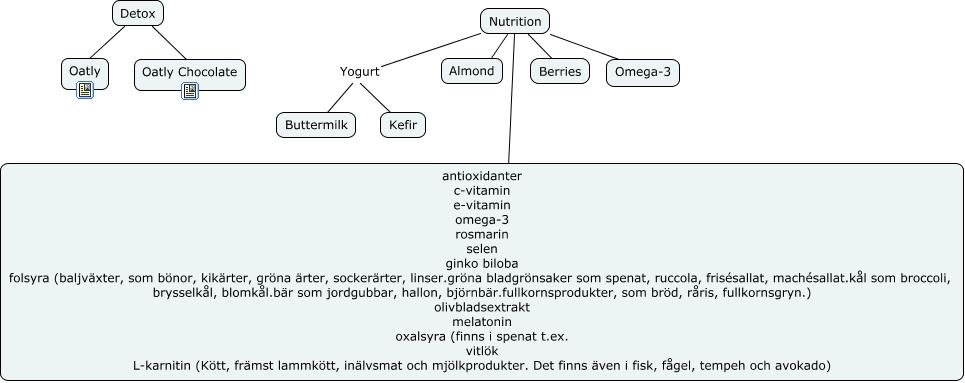 Detox
Nutrition
Oatly
Oatly Chocolate
Yogurt
Almond
Berries
Omega-3
Buttermilk
Kefir
antioxidanter
c-vitamin
e-vitamin
omega-3
rosmarin
selen
ginko biloba
folsyra (baljväxter, som bönor, kikärter, gröna ärter, sockerärter, linser.gröna bladgrönsaker som spenat, ruccola, frisésallat, machésallat.kål som broccoli,
brysselkål, blomkål.bär som jordgubbar, hallon, björnbär.fullkornsprodukter, som bröd, råris, fullkornsgryn.)
olivbladsextrakt
melatonin
oxalsyra (finns i spenat t.ex.
vitlök
L-karnitin (Kött, främst lammkött, inälvsmat och mjölkprodukter. Det finns även i fisk, fågel, tempeh och avokado)